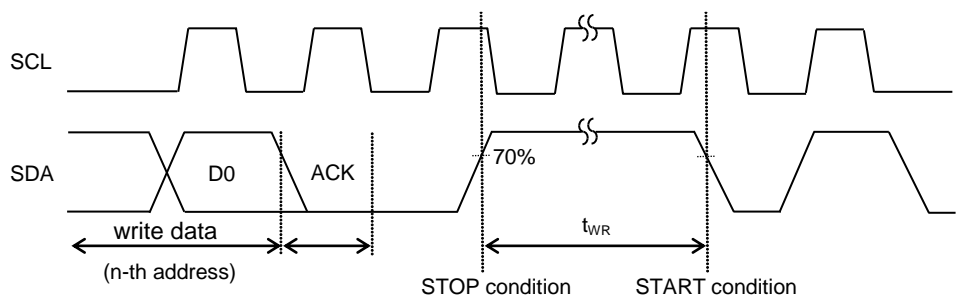 SCL
SDA
D0
ACK
70%
write data
(n-th address)
tWR
STOP condition
START condition